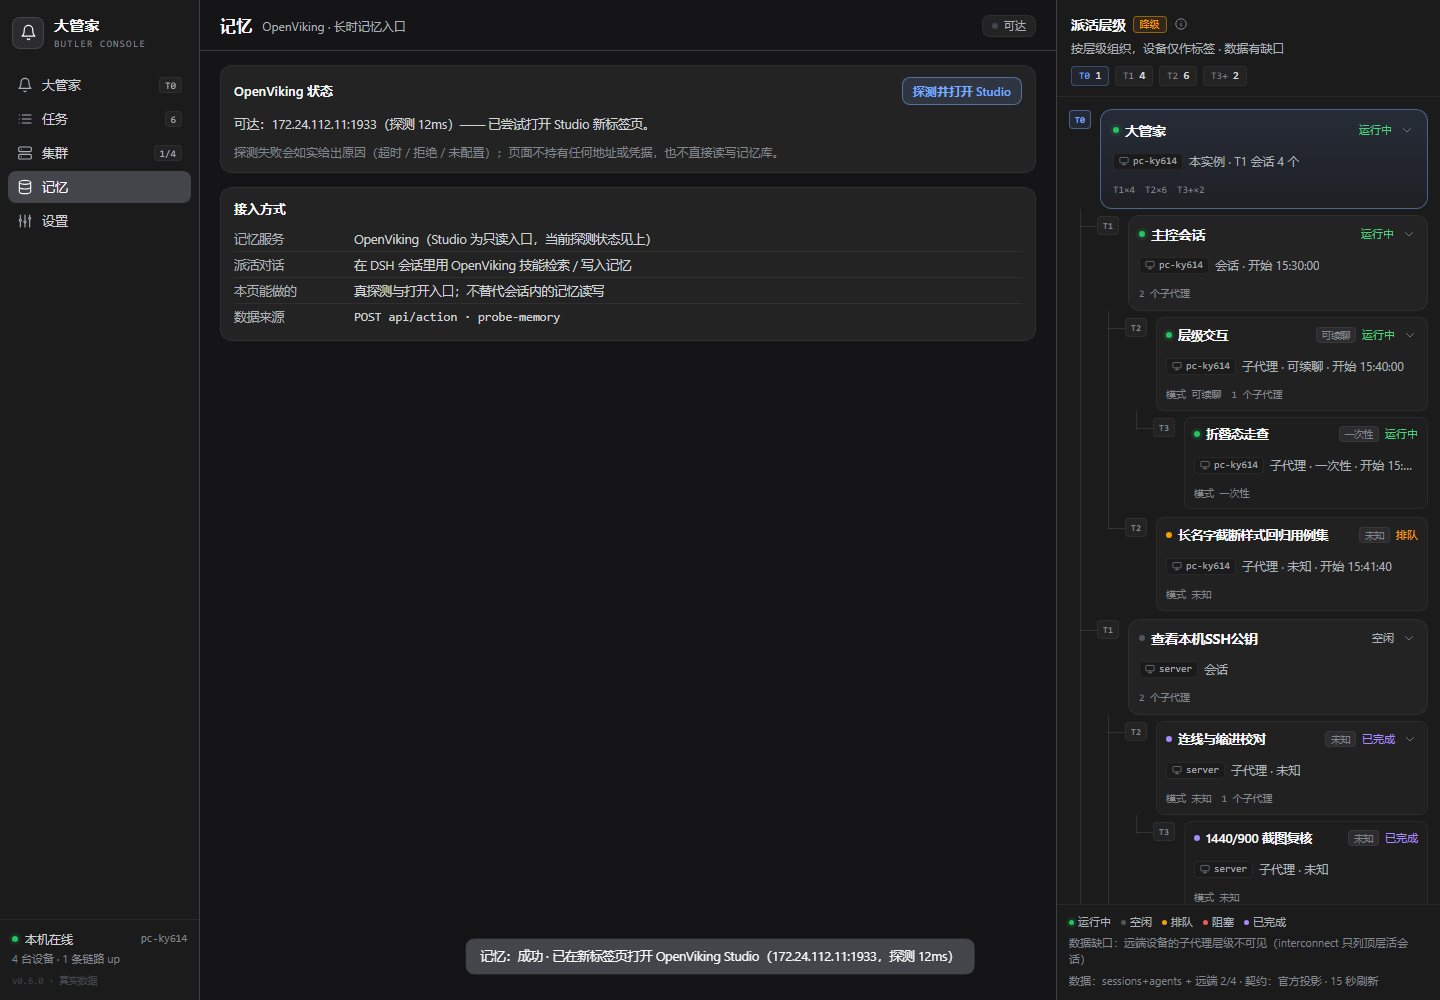 大管家
BUTLER CONSOLE
大管家 T0
任务 6
集群 1/4
记忆
设置
本机在线 pc-ky614
4 台设备 · 1 条链路 up
v0.6.0 · 真实数据
记忆 OpenViking · 长时记忆入口 可达
OpenViking 状态 探测并打开 Studio
可达：172.24.112.11:1933（探测 12ms）—— 已尝试打开 Studio 新标签页。
探测失败会如实给出原因（超时 / 拒绝 / 未配置）；页面不持有任何地址或凭据，也不直接读写记忆库。
接入方式
记忆服务 OpenViking（Studio 为只读入口，当前探测状态见上）
派活对话 在 DSH 会话里用 OpenViking 技能检索 / 写入记忆
本页能做的 真探测与打开入口；不替代会话内的记忆读写
数据来源 POST api/action · probe-memory
记忆：成功 · 已在新标签页打开 OpenViking Studio（172.24.112.11:1933，探测 12ms）
派活层级 降级
按层级组织，设备仅作标签 · 数据有缺口
T0 1 T1 4 T2 6 T3+ 2
T0 大管家 运行中
pc-ky614 本实例 · T1 会话 4 个
T1×4 T2×6 T3+×2
T1 主控会话 运行中
pc-ky614 会话 · 开始 15:30:00
2 个子代理
T2 层级交互 可续聊 运行中
pc-ky614 子代理 · 可续聊 · 开始 15:40:00
模式 可续聊 1 个子代理
T3 折叠态走查 一次性 运行中
pc-ky614 子代理 · 一次性 · 开始 15:...
模式 一次性
T2 长名字截断样式回归用例集 未知 排队
pc-ky614 子代理 · 未知 · 开始 15:41:40
模式 未知
T1 查看本机SSH公钥 空闲
server 会话
2 个子代理
T2 连线与缩进校对 未知 已完成
server 子代理 · 未知
模式 未知 1 个子代理
T3 1440/900 截图复核 未知 已完成
server 子代理 · 未知
模式 未知
运行中 空闲 排队 阻塞 已完成
数据缺口：远端设备的子代理层级不可见（interconnect 只列顶层活会
话）
数据：sessions+agents + 远端 2/4 · 契约：官方投影 · 15 秒刷新